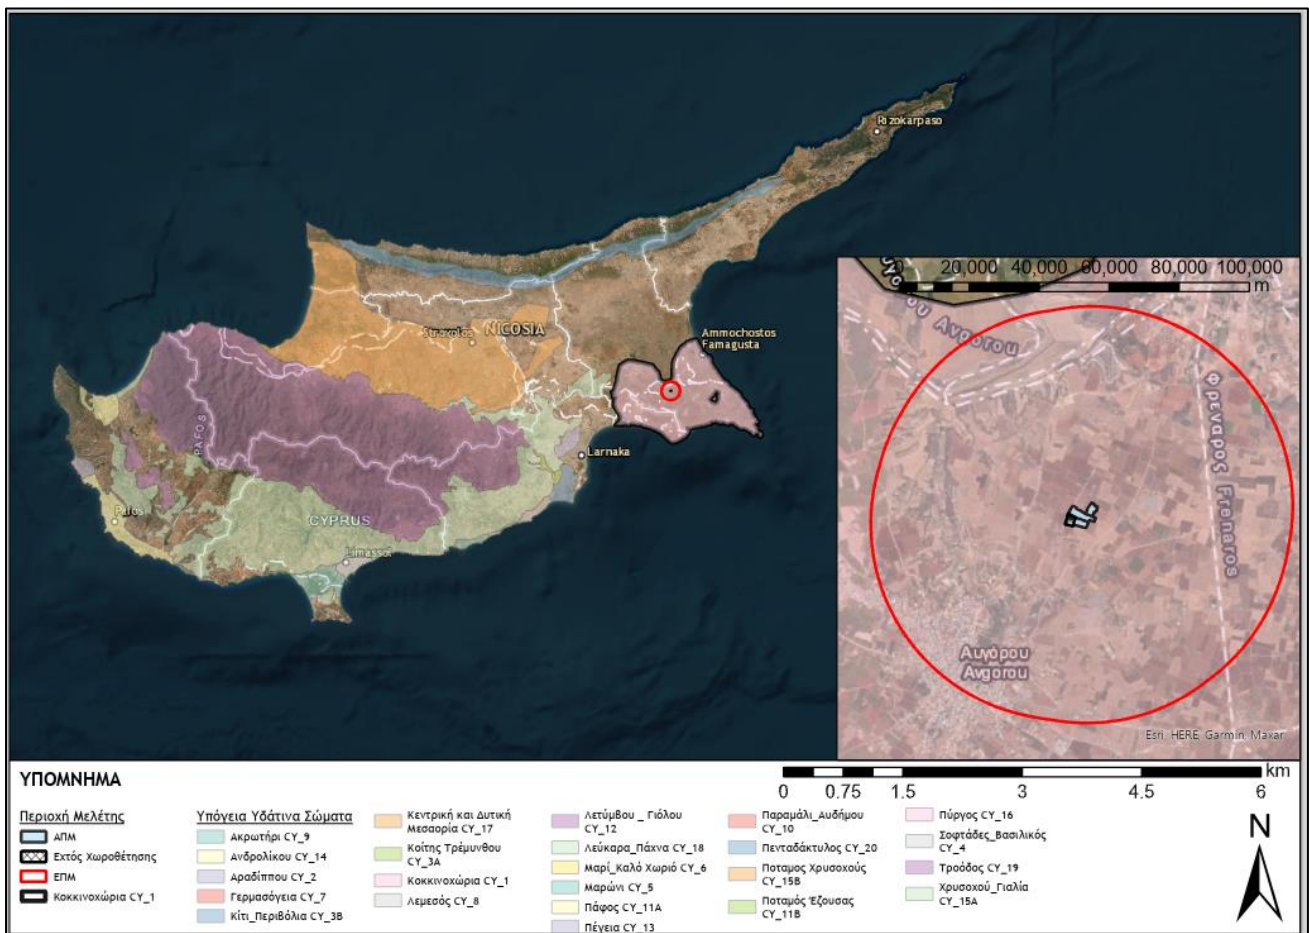 Rizokarpaso
Ammochostos
Famagusta
Strovolos
NICOSIA
Larnaka
PAFOS
Pafos
CYPRUS
Limassol
20,000 40,000 60,000 80,000 100,000
m
Avgorou
Φρέναρος Frenaros
Αυγόρου
Avgorou
Esri, HERE, Garmin, Maxar
ΥΠΟΜΝΗΜΑ
km
0 0.75 1.5 3 4.5 6
N
Περιοχή Μελέτης
ΑΠΜ
Εκτός Χωροθέτησης
ΕΠΜ
Κοκκινοχώρια CY_1
Υπόγεια Υδάτινα Σώματα
Ακρωτήρι CY_9
Ανδρολίκου CY_14
Αραδίππου CY_2
Γερμασόγεια CY_7
Κίτι_Περιβόλια CY_3B
Κεντρική και Δυτική
Μεσαορία CY_17
Κοίτης Τρέμυνθου
CY_3A
Κοκκινοχώρια CY_1
Λεμεσός CY_8
Λετύμβου _ Γιόλου
CY_12
Λεύκαρα_Πάχνα CY_18
Μαρί_Καλό Χωριό CY_6
Μαρώνι CY_5
Πάφος CY_11A
Πέγεια CY_13
Παραμάλι_Αυδήμου
CY_10
Πενταδάκτυλος CY_20
Ποταμος Χρυσοχούς
CY_15B
Ποταμός Έζουσας
CY_11B
Πύργος CY_16
Σοφτάδες_Βασιλικός
CY_4
Τροόδος CY_19
Χρυσοχού_Γιαλία
CY_15A